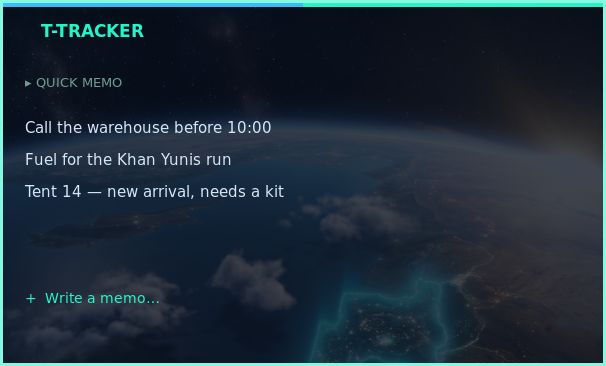 T-TRACKER
▸ QUICK MEMO
Call the warehouse before 10:00
Fuel for the Khan Yunis run
Tent 14 — new arrival, needs a kit
+ Write a memo…